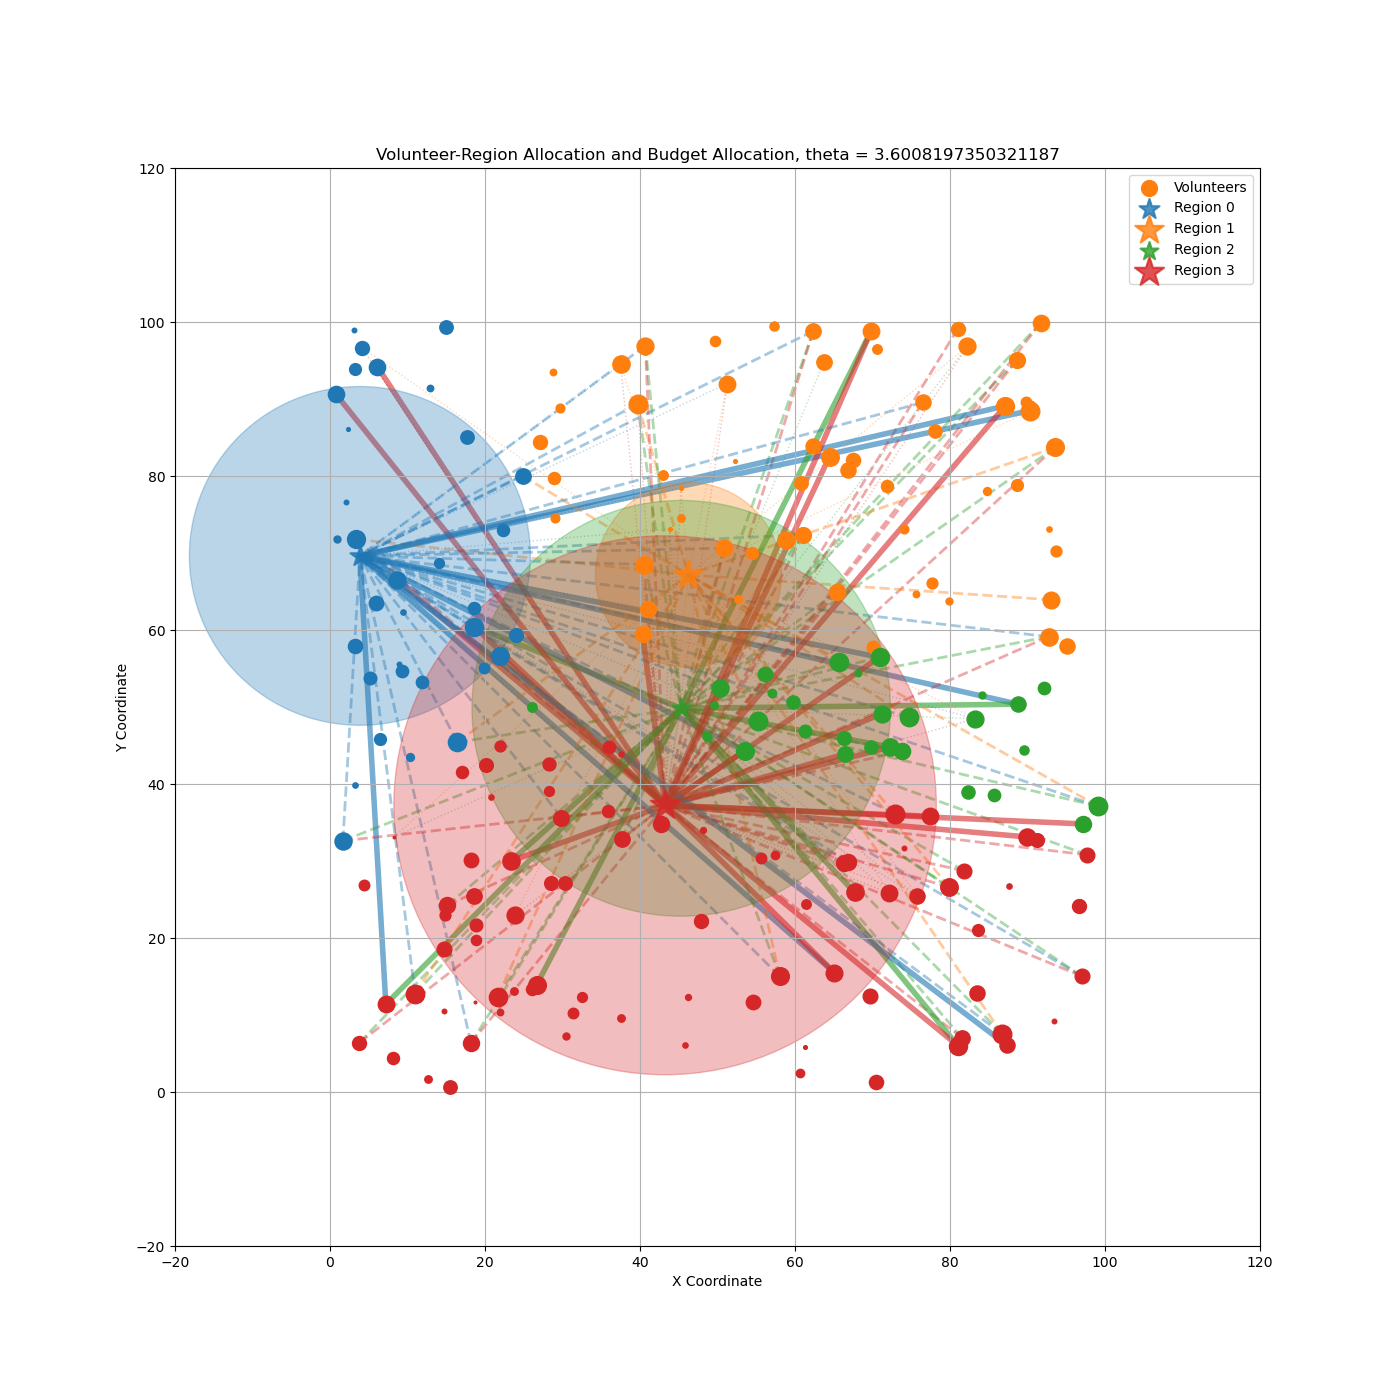 Volunteer-Region Allocation and Budget Allocation, theta = 3.6008197350321187
120
Volunteers
Region 0
Region 1
Region 2
Region 3
100
80
60
40
20
0
−20
Y Coordinate
−20 0 20 40 60 80 100 120
X Coordinate